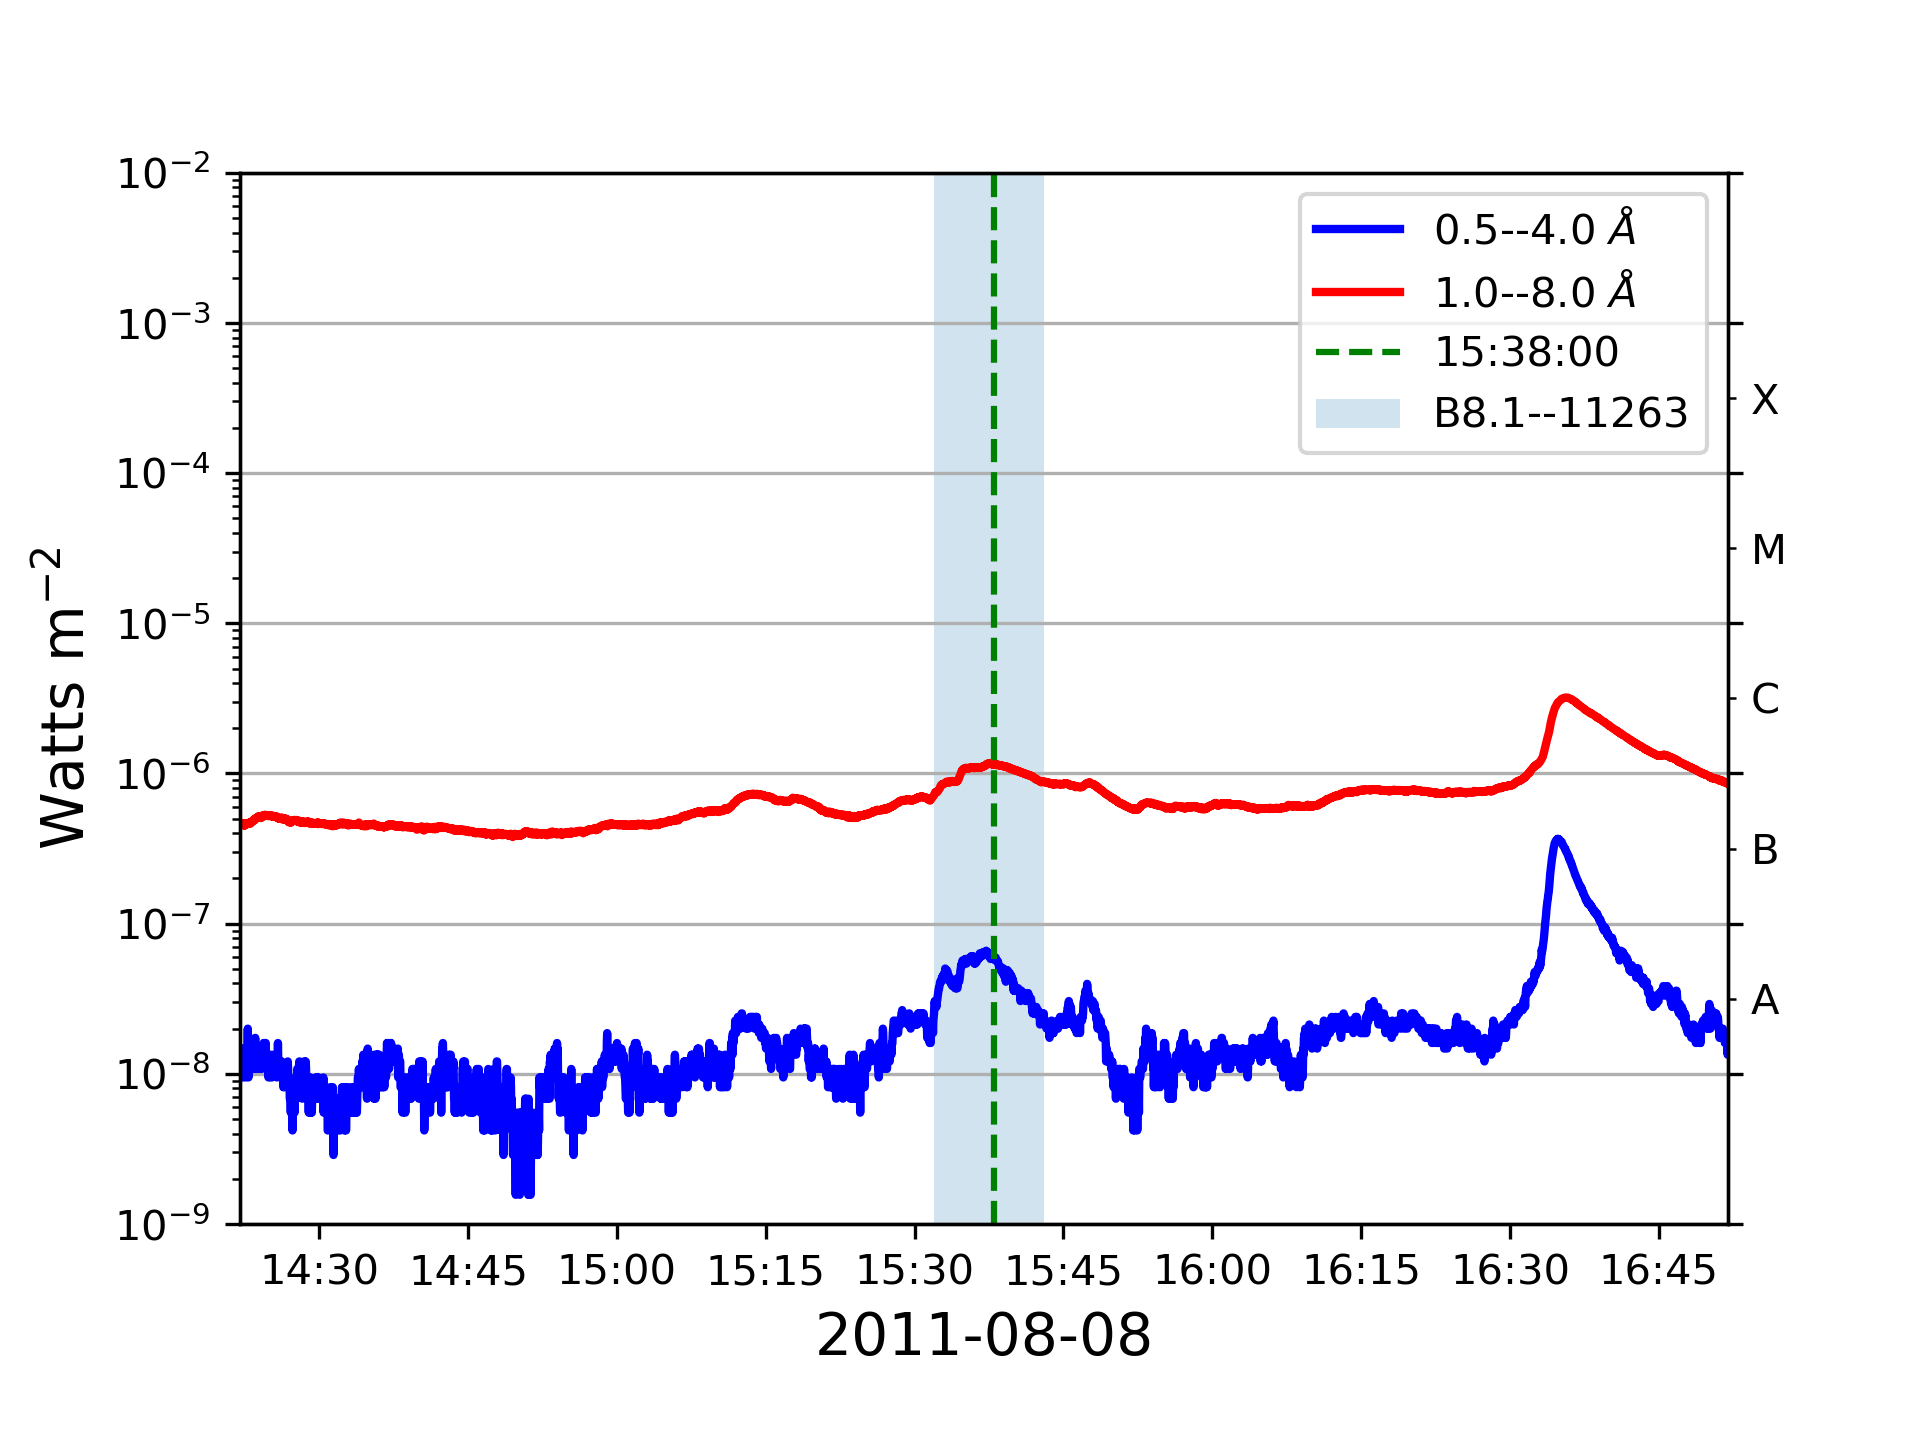 10⁻²
10⁻³
10⁻⁴
10⁻⁵
10⁻⁶
10⁻⁷
10⁻⁸
10⁻⁹
Watts m⁻²
0.5--4.0 Å
1.0--8.0 Å
15:38:00
B8.1--11263
X
M
C
B
A
14:30 14:45 15:00 15:15 15:30 15:45 16:00 16:15 16:30 16:45
2011-08-08